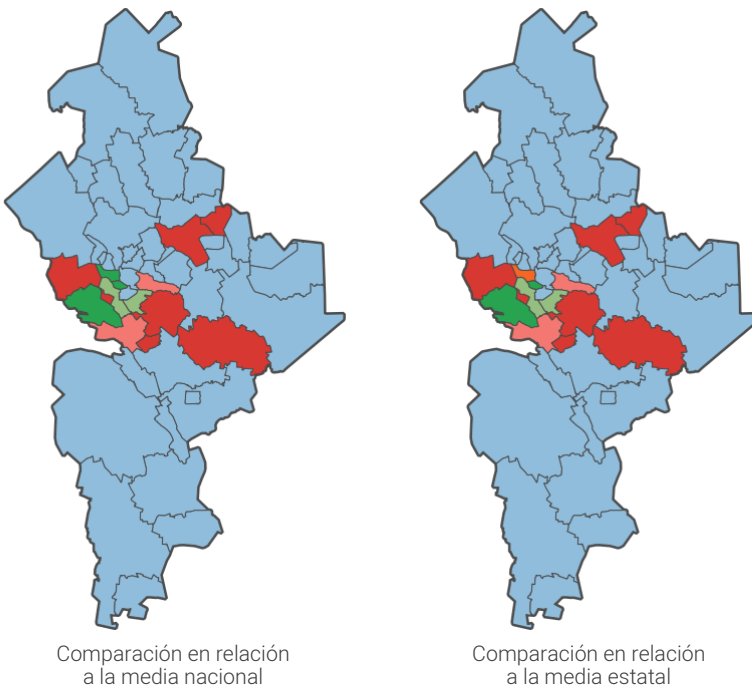 Comparación en relación
a la media nacional
Comparación en relación
a la media estatal